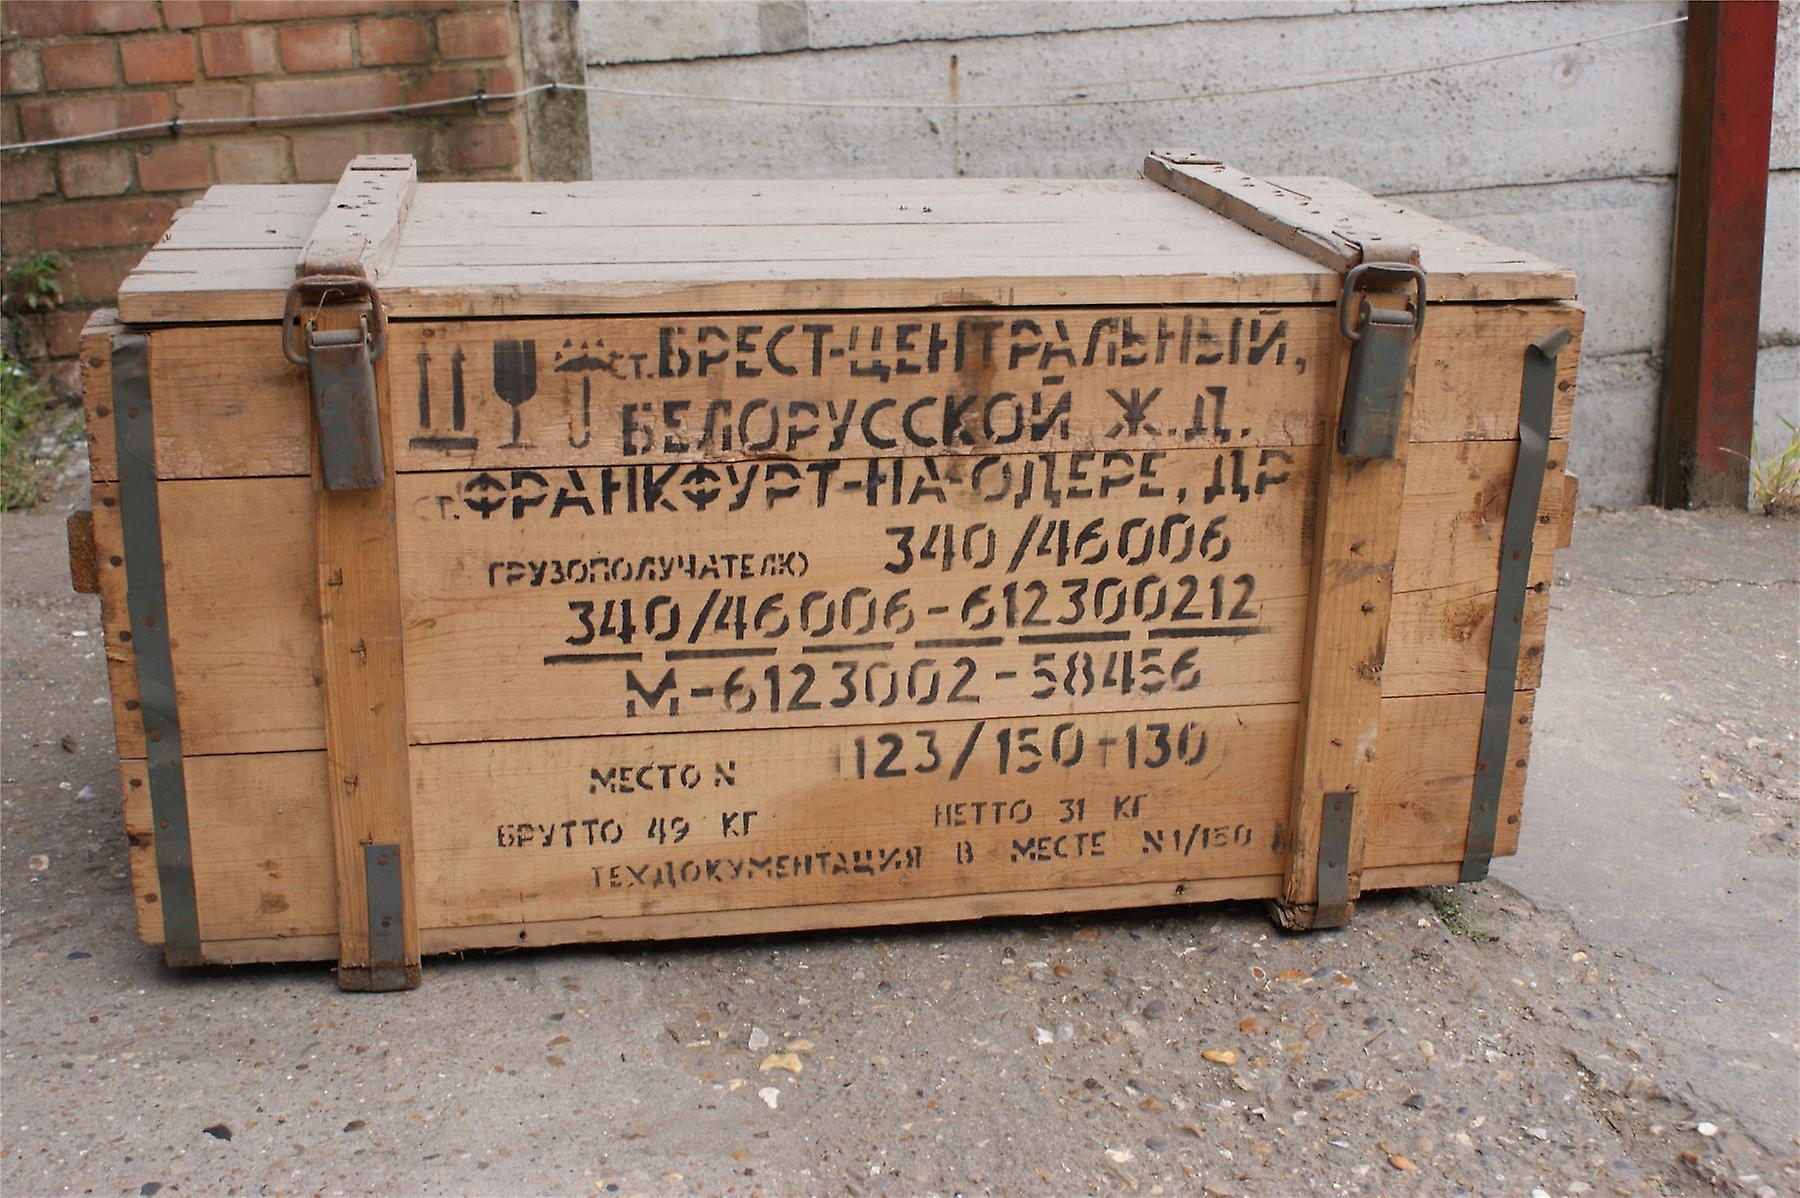 ст. БРЕСТ-ЦЕНТРАЛЬНЫЙ,
БЕЛОРУССКОЙ Ж.Д.
ст. ФРАНКФУРТ-НА-ОДЕРЕ, ДР
340/46006
ГРУЗОПОЛУЧАТЕЛЮ
340/46006-612300212
М-6123002-58456
МЕСТО N 123/150-130
БРУТТО 49 КГ НЕТТО 31 КГ
ТЕХДОКУМЕНТАЦИЯ В МЕСТЕ N1/150